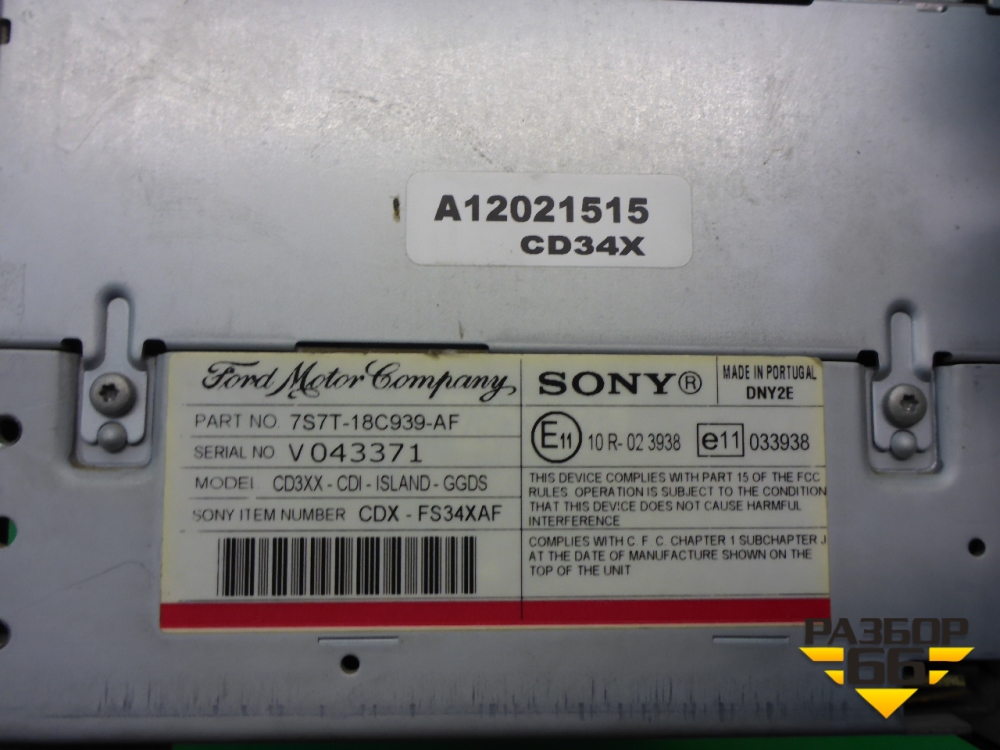 A12021515
CD34X
Ford Motor Company
PART NO. 7S7T-18C939-AF
SERIAL NO V 043371
MODEL CD3XX - CDI - ISLAND - GGDS
SONY ITEM NUMBER CDX - FS34XAF
SONY®
MADE IN PORTUGAL
DNY2E
E11 10 R- 02 3938 e11 033938
THIS DEVICE COMPLIES WITH PART 15 OF THE FCC
RULES OPERATION IS SUBJECT TO THE CONDITION
THAT THIS DEVICE DOES NOT CAUSE HARMFUL
INTERFERENCE
COMPLIES WITH C. F. C. CHAPTER 1 SUBCHAPTER J
AT THE DATE OF MANUFACTURE SHOWN ON THE
TOP OF THE UNIT
РАЗБОР
66